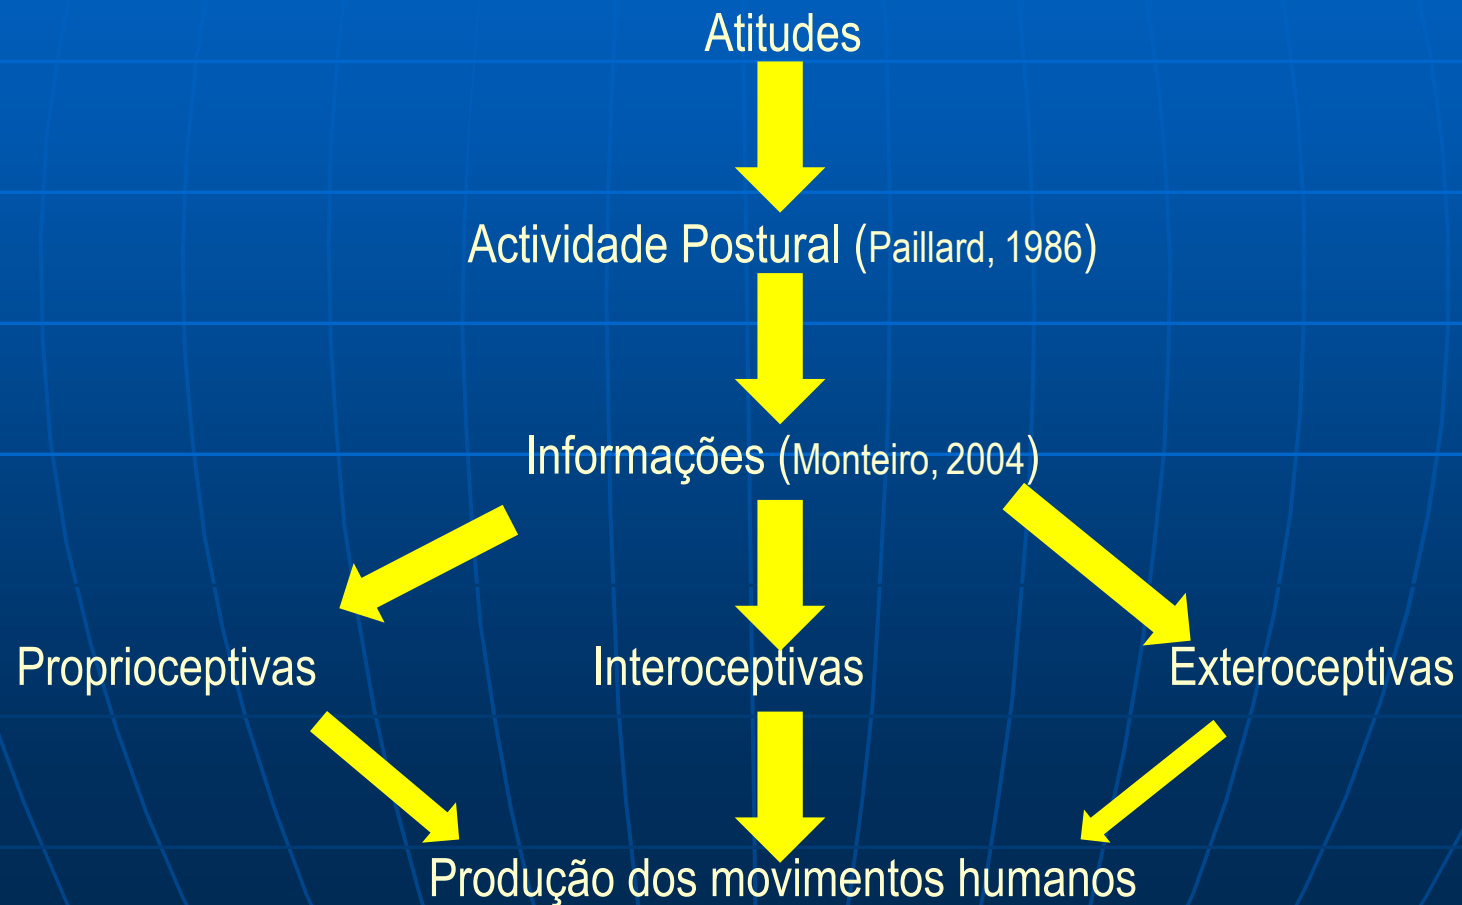 Atitudes
Actividade Postural (Paillard, 1986)
Informações (Monteiro, 2004)
Proprioceptivas
Interoceptivas
Exteroceptivas
Produção dos movimentos humanos